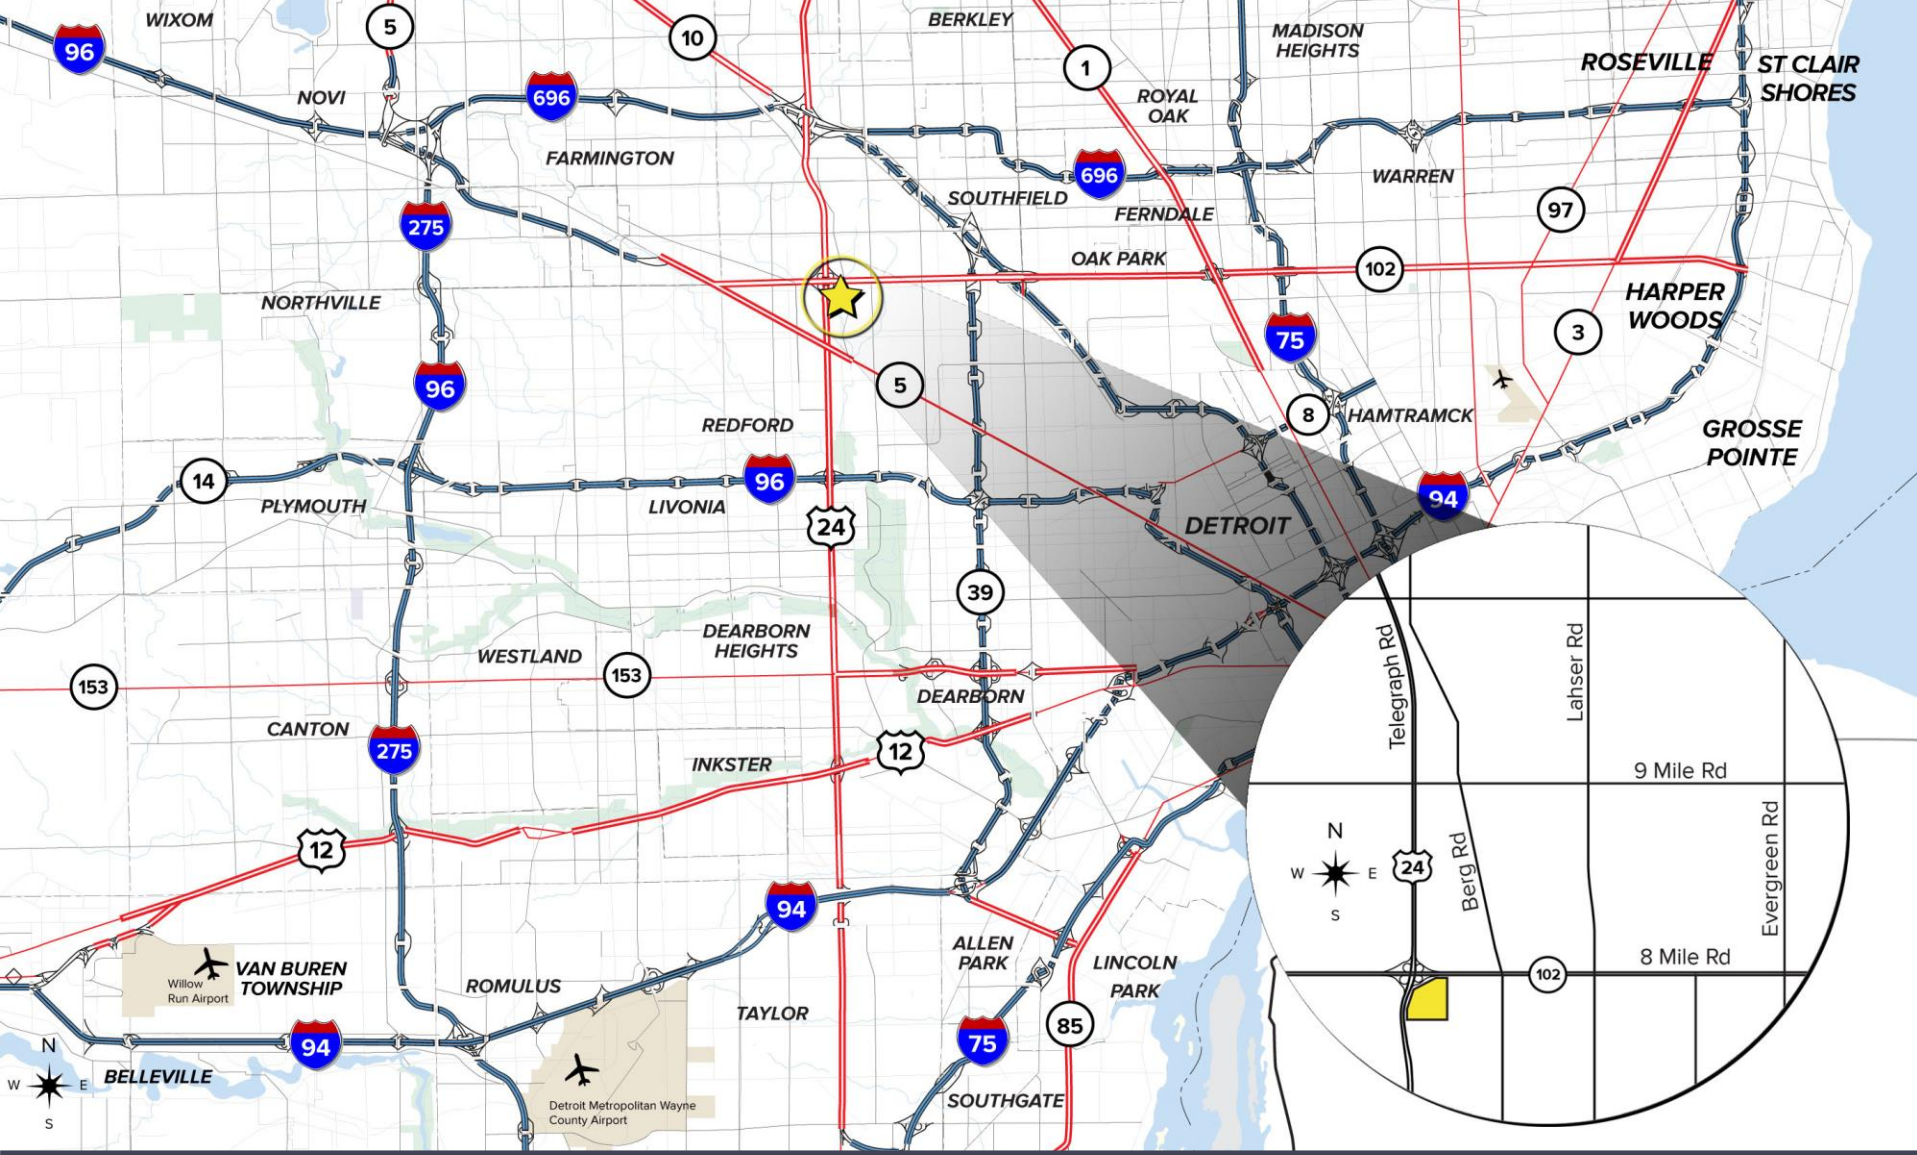 WIXOM
5
10
BERKLEY
1
MADISON
HEIGHTS
96
ROSEVILLE
ST CLAIR
SHORES
NOVI
696
ROYAL
OAK
FARMINGTON
696
WARREN
SOUTHFIELD
FERNDALE
97
275
OAK PARK
102
NORTHVILLE
HARPER
WOODS
75
3
96
5
8
HAMTRAMCK
REDFORD
GROSSE
POINTE
14
96
94
PLYMOUTH
LIVONIA
24
DETROIT
39
DEARBORN
HEIGHTS
WESTLAND
153
153
DEARBORN
CANTON
275
12
INKSTER
12
94
ALLEN
PARK
LINCOLN
PARK
Willow
Run Airport
VAN BUREN
TOWNSHIP
ROMULUS
TAYLOR
85
94
75
N
W
E
S
BELLEVILLE
Detroit Metropolitan Wayne
County Airport
SOUTHGATE
Telegraph Rd
Lahser Rd
9 Mile Rd
N
W
E
S
24
Berg Rd
Evergreen Rd
8 Mile Rd
102